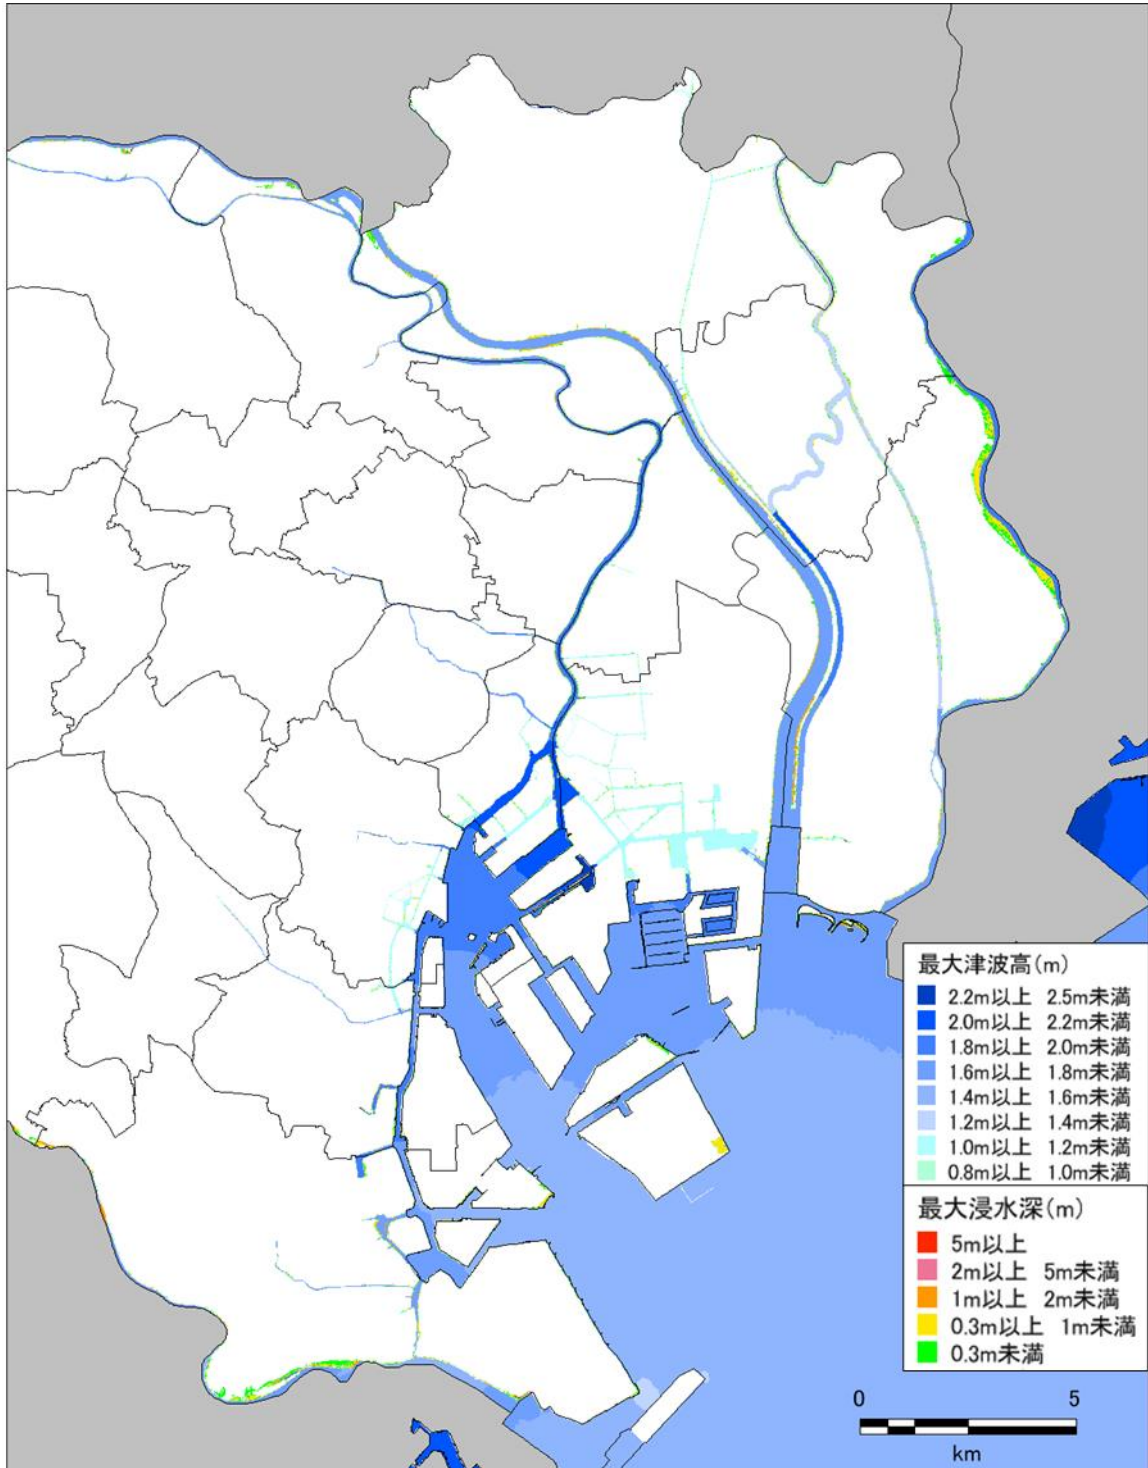 最大津波高(m)
2.2m以上 2.5m未満
2.0m以上 2.2m未満
1.8m以上 2.0m未満
1.6m以上 1.8m未満
1.4m以上 1.6m未満
1.2m以上 1.4m未満
1.0m以上 1.2m未満
0.8m以上 1.0m未満
最大浸水深(m)
5m以上
2m以上 5m未満
1m以上 2m未満
0.3m以上 1m未満
0.3m未満
0 5
km